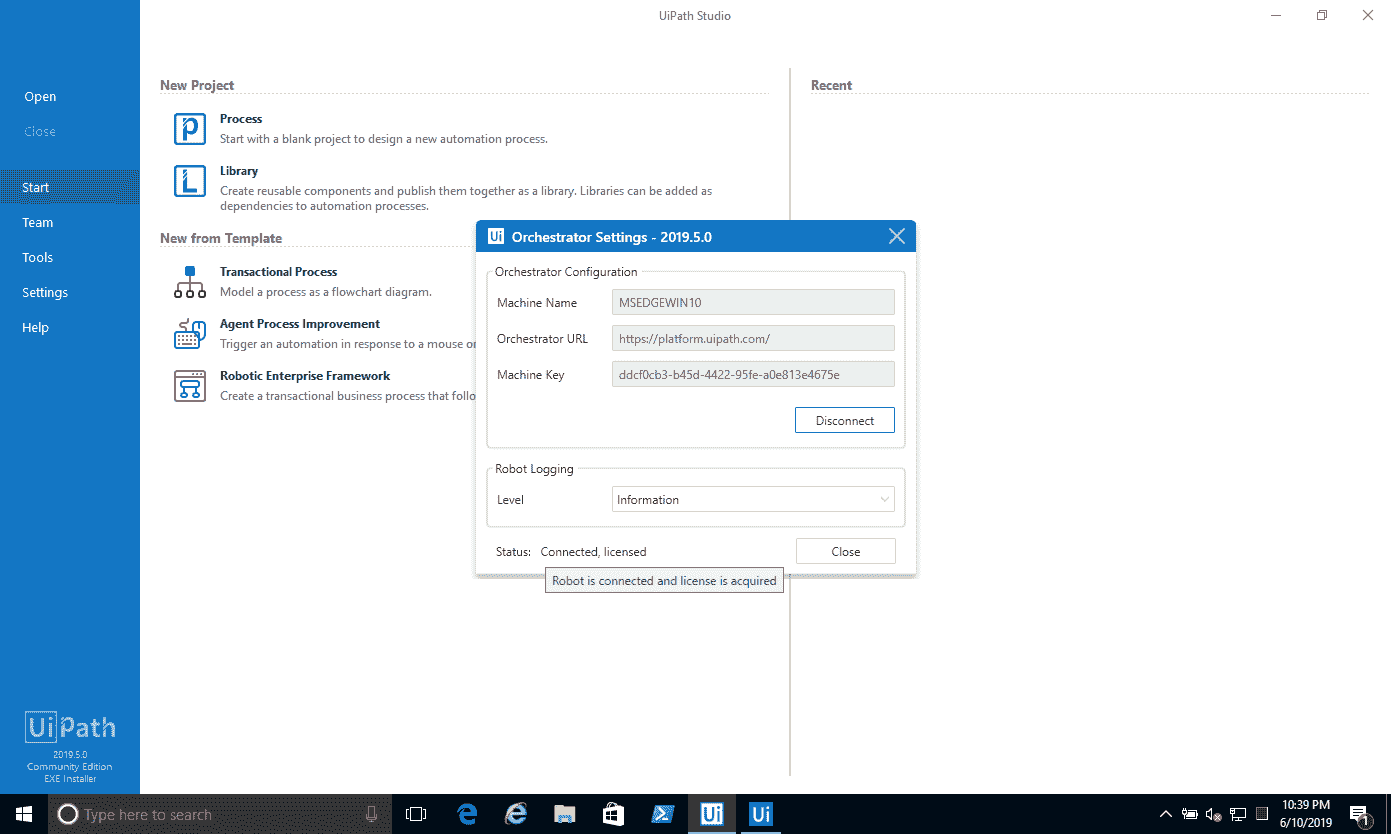 UiPath Studio
Open
Close
Start
Team
Tools
Settings
Help
New Project
Process
Start with a blank project to design a new automation process.
Library
Create reusable components and publish them together as a library. Libraries can be added as
dependencies to automation processes.
New from Template
Transactional Process
Model a process as a flowchart diagram.
Agent Process Improvement
Trigger an automation in response to a mouse or
Robotic Enterprise Framework
Create a transactional business process that follo
Recent
Ui Orchestrator Settings - 2019.5.0
Orchestrator Configuration
Machine Name MSEDGEWIN10
Orchestrator URL https://platform.uipath.com/
Machine Key ddcf0cb3-b45d-4422-95fe-a0e813e4675e
Disconnect
Robot Logging
Level Information
Status: Connected, licensed
Close
Robot is connected and license is acquired
UiPath
2019.5.0
Community Edition
EXE Installer
Type here to search
Ui
Ui
10:39 PM
6/10/2019
1